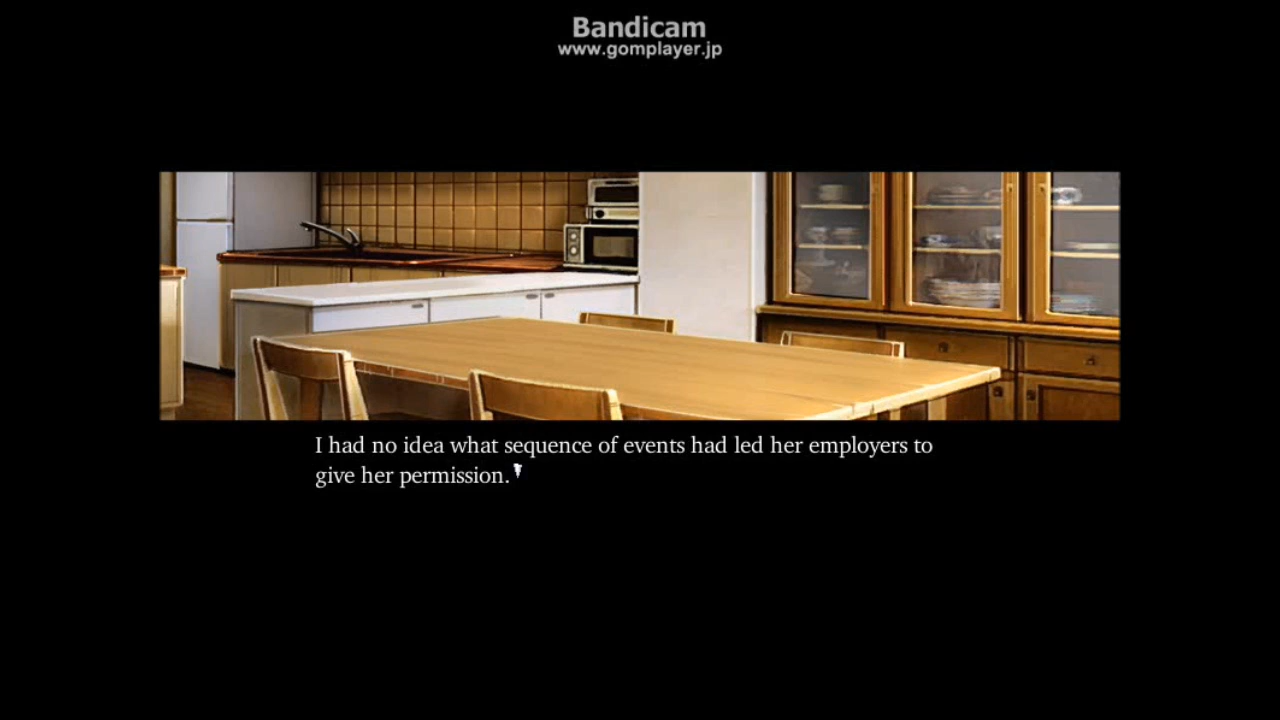 Bandicam
www.gomplayer.jp
I had no idea what sequence of events had led her employers to
give her permission.